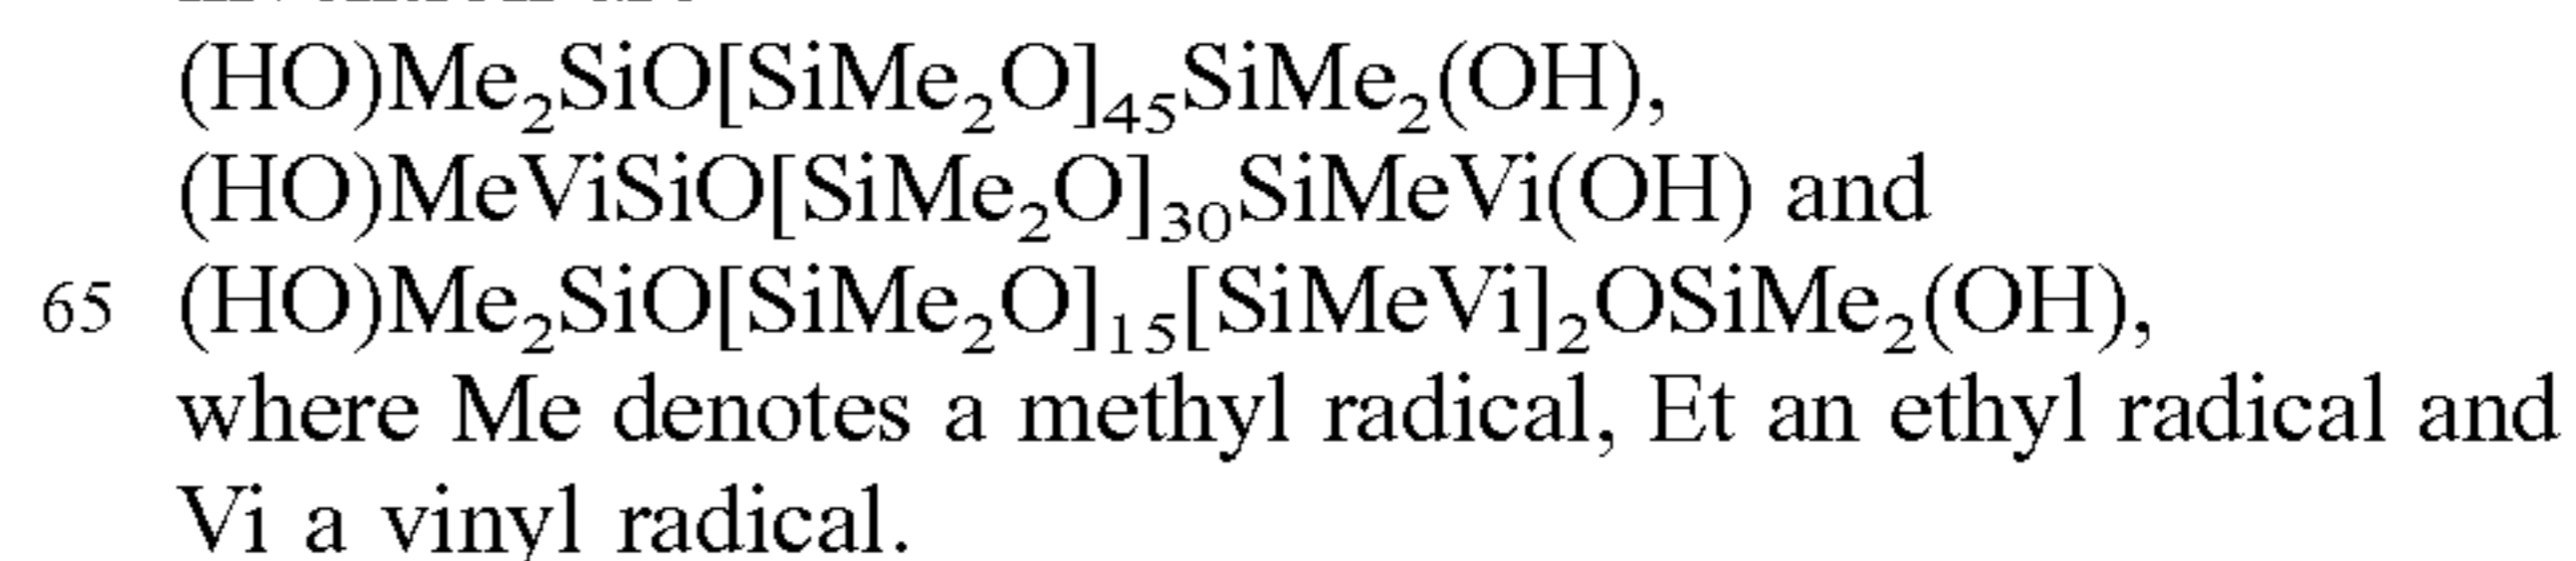 (HO)Me₂SiO[SiMe₂O]₄₅SiMe₂(OH),
(HO)MeViSiO[SiMe₂O]₃₀SiMeVi(OH) and
65 (HO)Me₂SiO[SiMe₂O]₁₅[SiMeVi]₂OSiMe₂(OH),
where Me denotes a methyl radical, Et an ethyl radical and
Vi a vinyl radical.